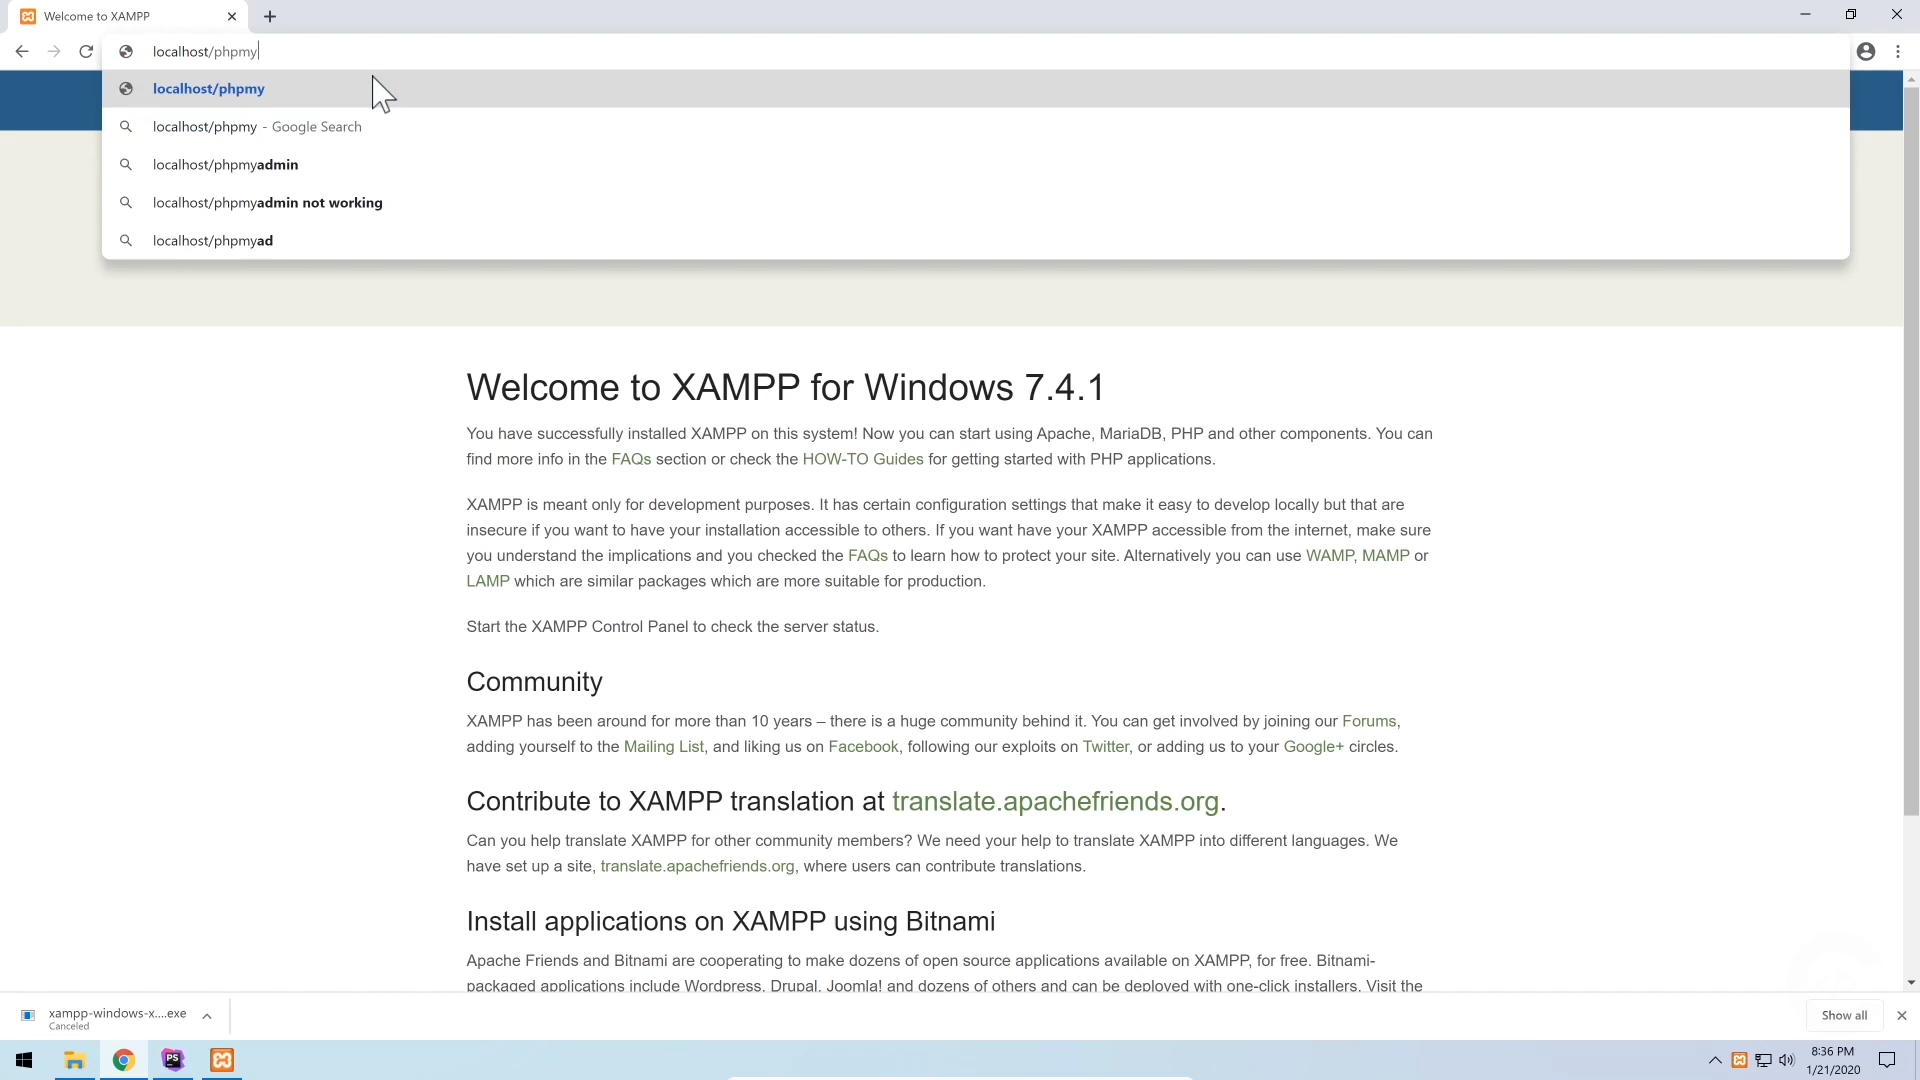 Welcome to XAMPP
localhost/phpmy
localhost/phpmy
localhost/phpmy - Google Search
localhost/phpmyadmin
localhost/phpmyadmin not working
localhost/phpmyad
Welcome to XAMPP for Windows 7.4.1
You have successfully installed XAMPP on this system! Now you can start using Apache, MariaDB, PHP and other components. You can
find more info in the FAQs section or check the HOW-TO Guides for getting started with PHP applications.
XAMPP is meant only for development purposes. It has certain configuration settings that make it easy to develop locally but that are
insecure if you want to have your installation accessible to others. If you want have your XAMPP accessible from the internet, make sure
you understand the implications and you checked the FAQs to learn how to protect your site. Alternatively you can use WAMP, MAMP or
LAMP which are similar packages which are more suitable for production.
Start the XAMPP Control Panel to check the server status.
Community
XAMPP has been around for more than 10 years – there is a huge community behind it. You can get involved by joining our Forums,
adding yourself to the Mailing List, and liking us on Facebook, following our exploits on Twitter, or adding us to your Google+ circles.
Contribute to XAMPP translation at translate.apachefriends.org.
Can you help translate XAMPP for other community members? We need your help to translate XAMPP into different languages. We
have set up a site, translate.apachefriends.org, where users can contribute translations.
Install applications on XAMPP using Bitnami
Apache Friends and Bitnami are cooperating to make dozens of open source applications available on XAMPP, for free. Bitnami-
packaged applications include Wordpress, Drupal, Joomla! and dozens of others and can be deployed with one-click installers. Visit the
xampp-windows-x....exe
Canceled
Show all
PS
8:36 PM
1/21/2020